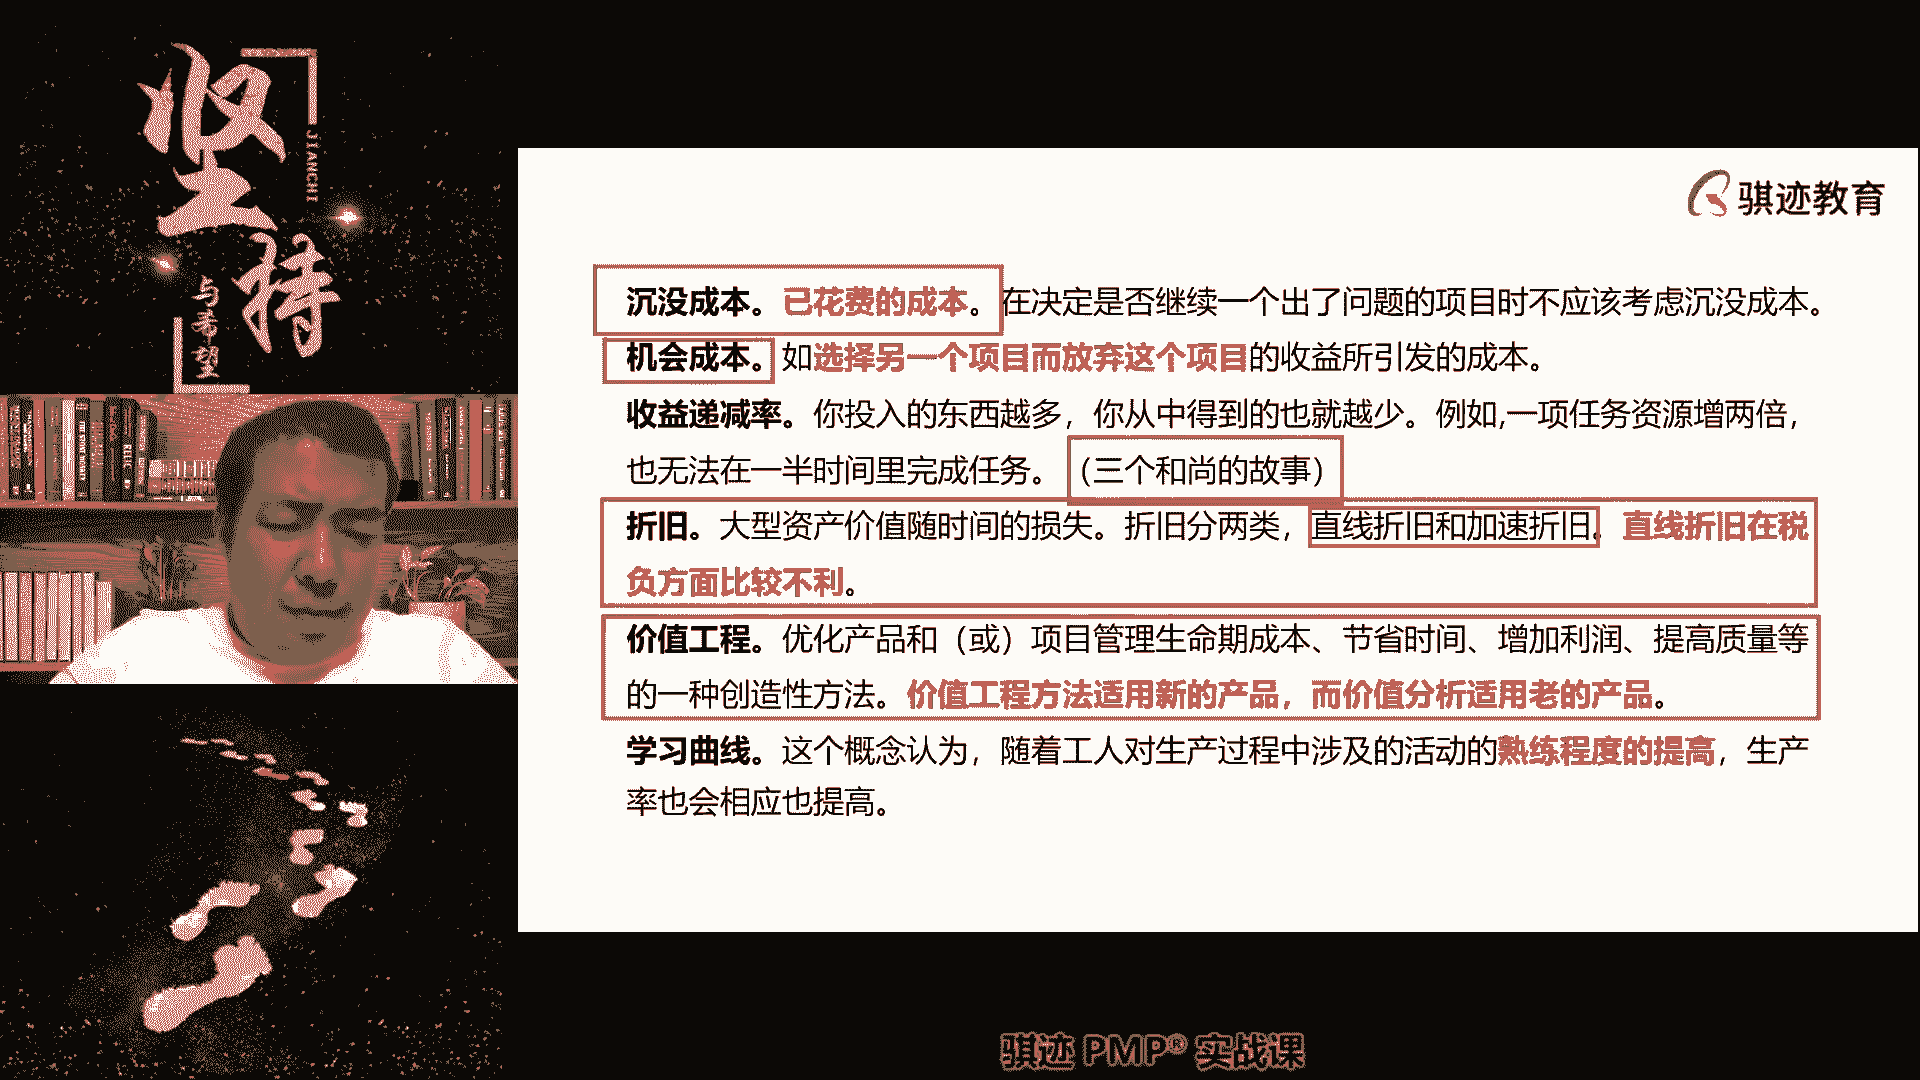 坚持
JIANCHI
与希望
骐迹教育
沉没成本。已花费的成本。在决定是否继续一个出了问题的项目时不应该考虑沉没成本。
机会成本。如选择另一个项目而放弃这个项目的收益所引发的成本。
收益递减率。你投入的东西越多，你从中得到的也就越少。例如,一项任务资源增两倍，
也无法在一半时间里完成任务。（三个和尚的故事）
折旧。大型资产价值随时间的损失。折旧分两类，直线折旧和加速折旧。直线折旧在税
负方面比较不利。
价值工程。优化产品和（或）项目管理生命期成本、节省时间、增加利润、提高质量等
的一种创造性方法。价值工程方法适用新的产品，而价值分析适用老的产品。
学习曲线。这个概念认为，随着工人对生产过程中涉及的活动的熟练程度的提高，生产
率也会相应也提高。
骐迹 PMP® 实战课